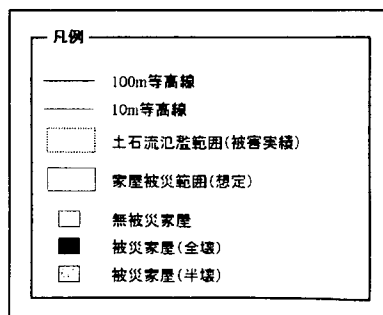 凡例
100m等高線
10m等高線
土石流氾濫範囲(被害実績)
家屋被災範囲(想定)
無被災家屋
被災家屋(全壊)
被災家屋(半壊)